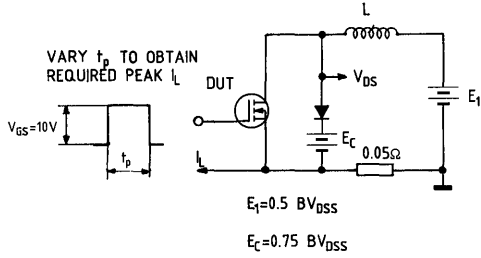 L
VARY tp TO OBTAIN
REQUIRED PEAK IL
DUT
VDS
E1
VGS=10V
EC
0.05Ω
tp
IL
E1=0.5 BVDSS
EC=0.75 BVDSS